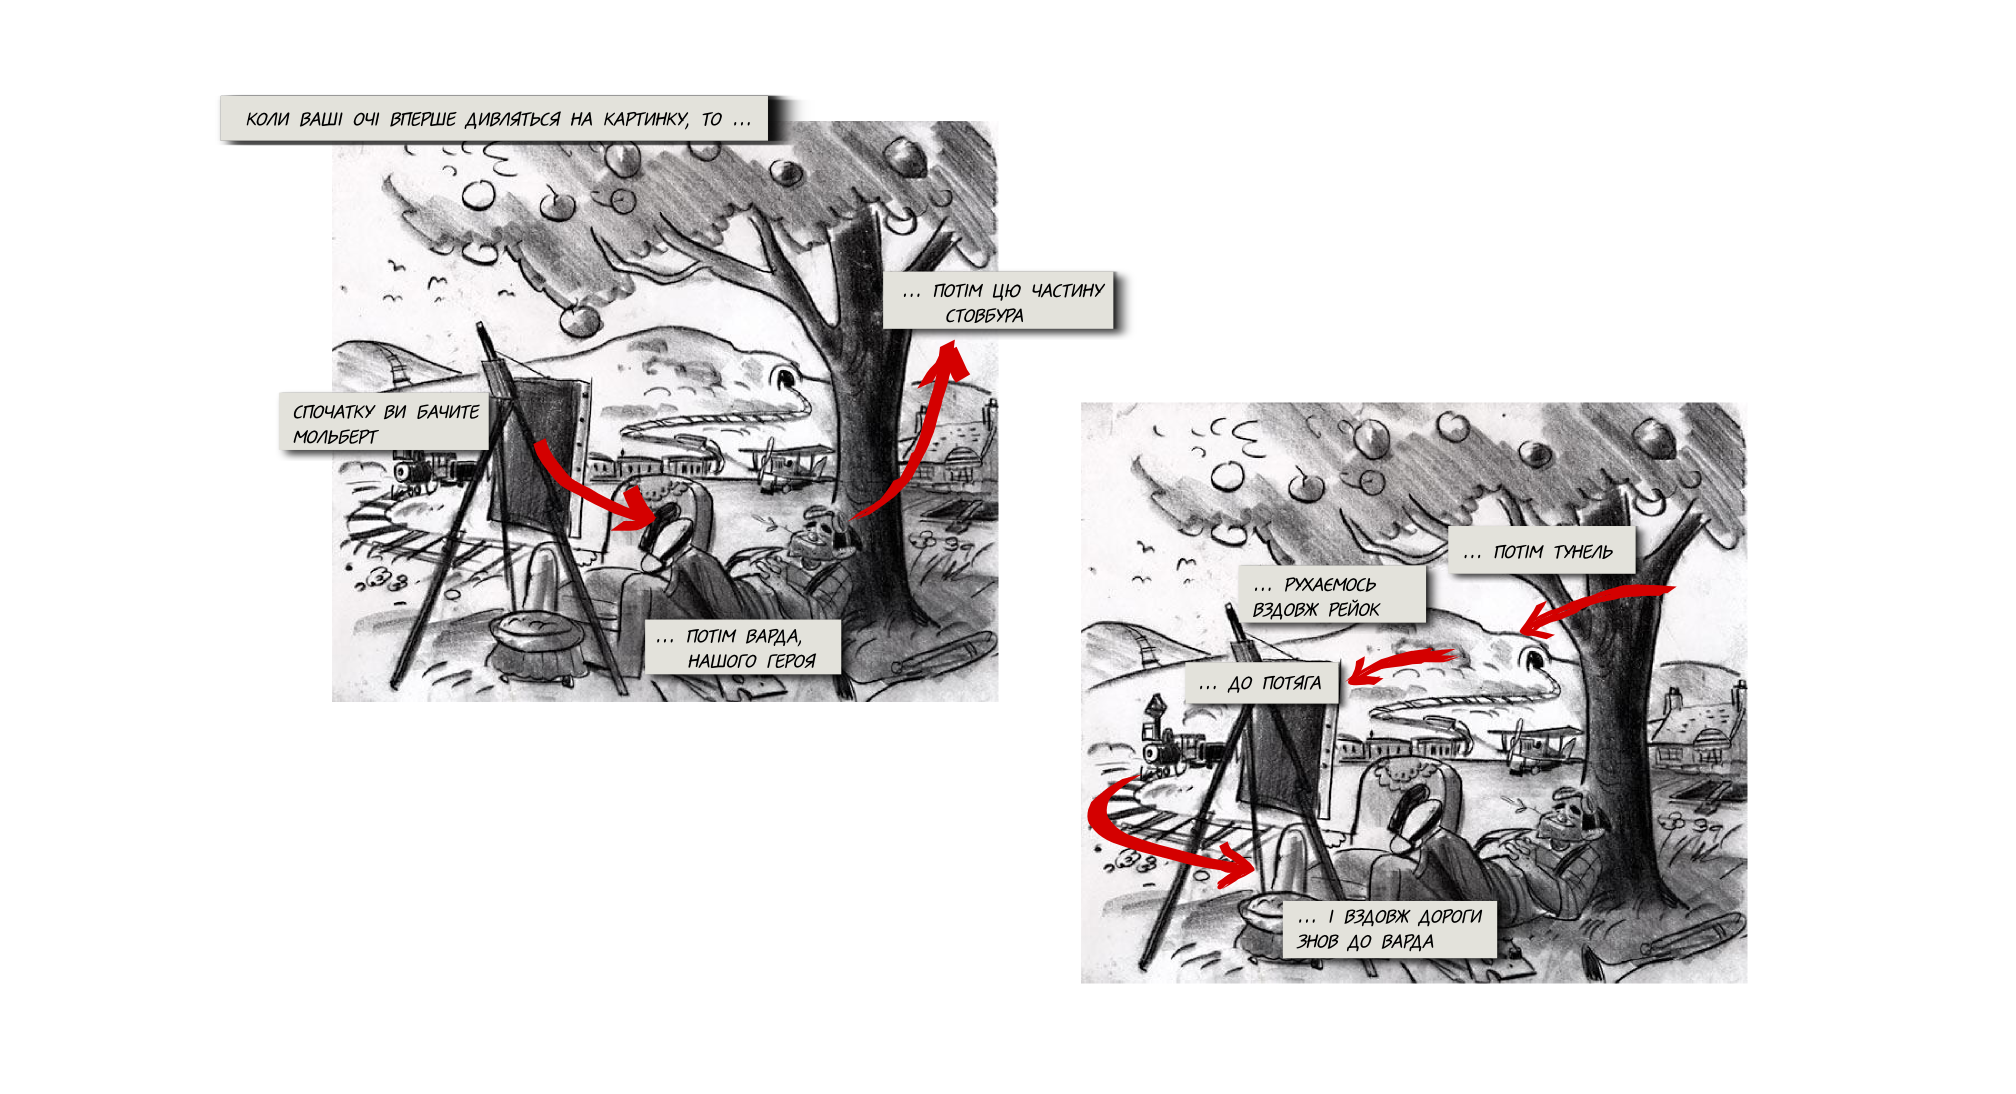 КОЛИ ВАШІ ОЧІ ВПЕРШЕ ДИВЛЯТЬСЯ НА КАРТИНКУ, ТО ...
СПОЧАТКУ ВИ БАЧИТЕ
МОЛЬБЕРТ
... ПОТІМ ВАРДА,
НАШОГО ГЕРОЯ
... ПОТІМ ЦЮ ЧАСТИНУ
СТОВБУРА
... ПОТІМ ТУНЕЛЬ
... РУХАЄМОСЬ
ВЗДОВЖ РЕЙОК
... ДО ПОТЯГА
... І ВЗДОВЖ ДОРОГИ
ЗНОВ ДО ВАРДА